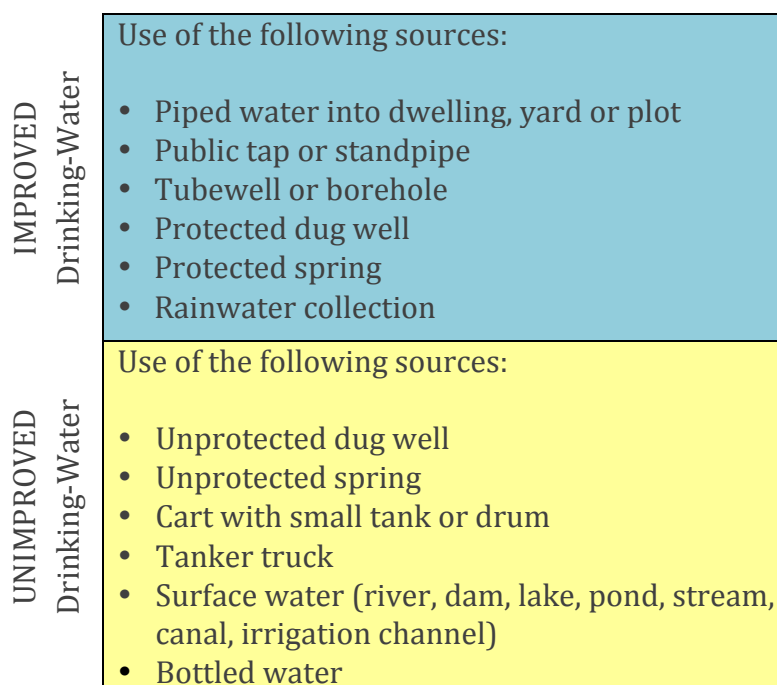 IMPROVED
Drinking-Water
Use of the following sources:
• Piped water into dwelling, yard or plot
• Public tap or standpipe
• Tubewell or borehole
• Protected dug well
• Protected spring
• Rainwater collection
UNIMPROVED
Drinking-Water
Use of the following sources:
• Unprotected dug well
• Unprotected spring
• Cart with small tank or drum
• Tanker truck
• Surface water (river, dam, lake, pond, stream,
canal, irrigation channel)
• Bottled water